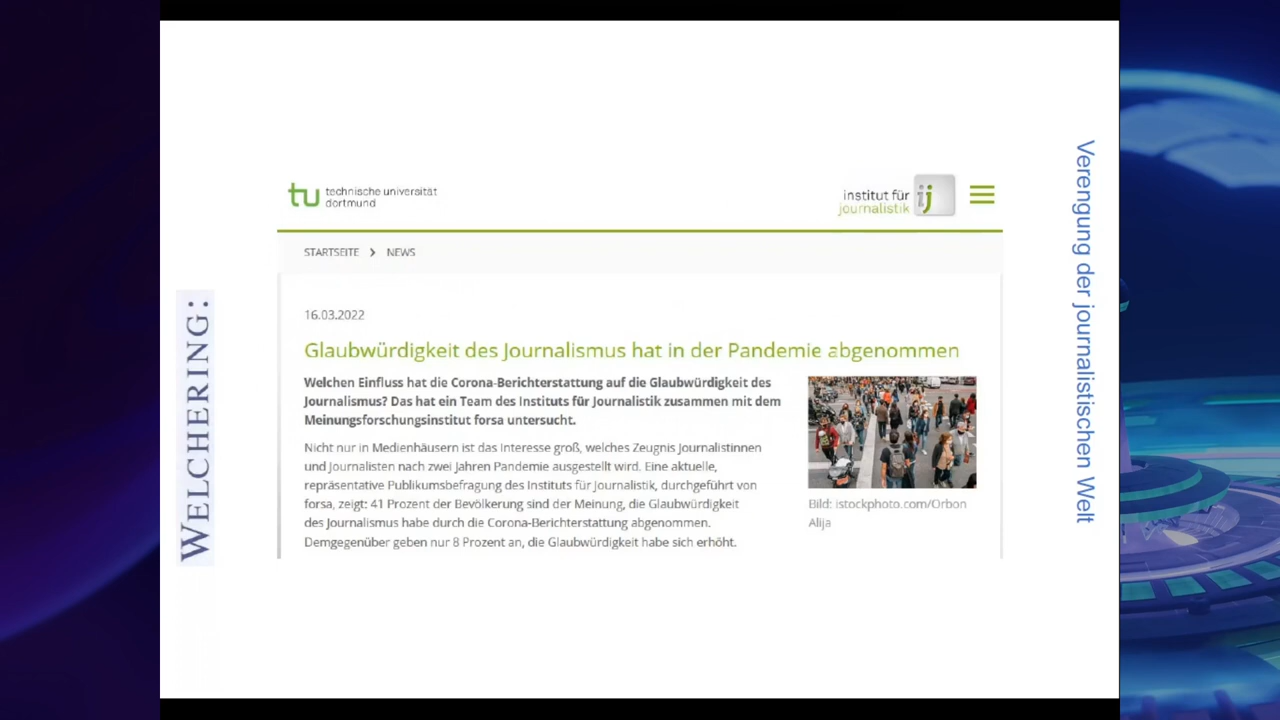 technische universität
dortmund
institut für
journalistik
ij
STARTSEITE > NEWS
16.03.2022
Glaubwürdigkeit des Journalismus hat in der Pandemie abgenommen
Welchen Einfluss hat die Corona-Berichterstattung auf die Glaubwürdigkeit des
Journalismus? Das hat ein Team des Instituts für Journalistik zusammen mit dem
Meinungsforschungsinstitut forsa untersucht.
Nicht nur in Medienhäusern ist das Interesse groß, welches Zeugnis Journalistinnen
und Journalisten nach zwei Jahren Pandemie ausgestellt wird. Eine aktuelle,
repräsentative Publikumsbefragung des Instituts für Journalistik, durchgeführt von
forsa, zeigt: 41 Prozent der Bevölkerung sind der Meinung, die Glaubwürdigkeit
des Journalismus habe durch die Corona-Berichterstattung abgenommen.
Demgegenüber geben nur 8 Prozent an, die Glaubwürdigkeit habe sich erhöht.
Bild: istockphoto.com/Orbon
Alija
WELCHERING:
Verengung der journalistischen Welt